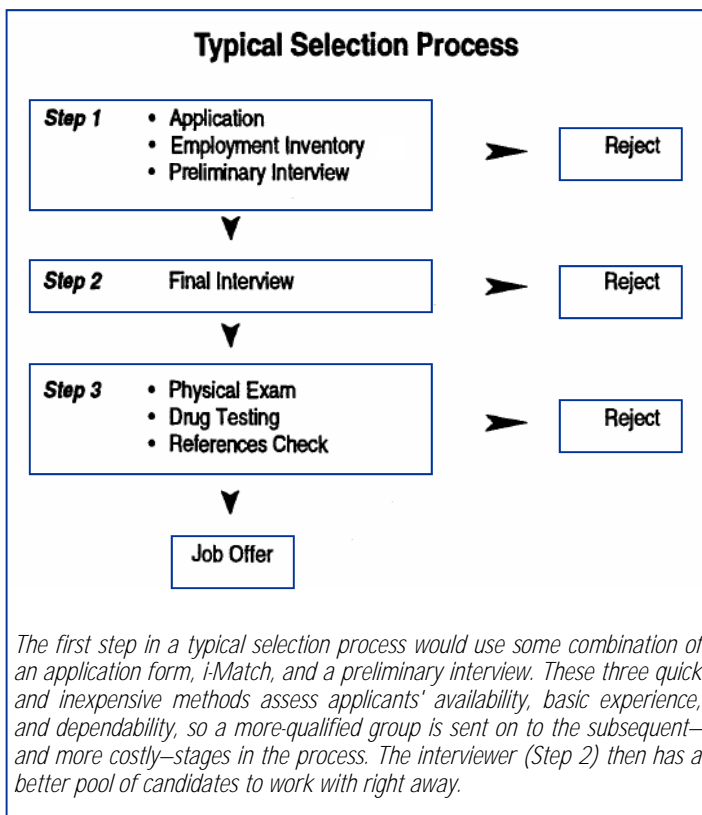 Typical Selection Process
Step 1 • Application
• Employment Inventory
• Preliminary Interview
Reject
Step 2 Final Interview
Reject
Step 3 • Physical Exam
• Drug Testing
• References Check
Reject
Job Offer
The first step in a typical selection process would use some combination of
an application form, i-Match, and a preliminary interview. These three quick
and inexpensive methods assess applicants' availability, basic experience,
and dependability, so a more-qualified group is sent on to the subsequent—
and more costly—stages in the process. The interviewer (Step 2) then has a
better pool of candidates to work with right away.